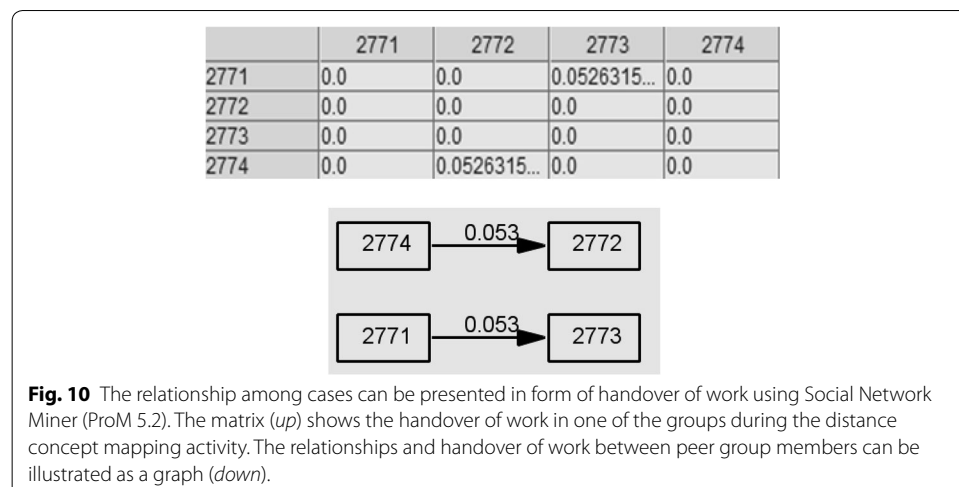 2771 2772 2773 2774
2771 0.0 0.0 0.0526315... 0.0
2772 0.0 0.0 0.0 0.0
2773 0.0 0.0 0.0 0.0
2774 0.0 0.0526315... 0.0 0.0
2774 0.053 2772
2771 0.053 2773
Fig. 10 The relationship among cases can be presented in form of handover of work using Social Network
Miner (ProM 5.2). The matrix (up) shows the handover of work in one of the groups during the distance
concept mapping activity. The relationships and handover of work between peer group members can be
illustrated as a graph (down).